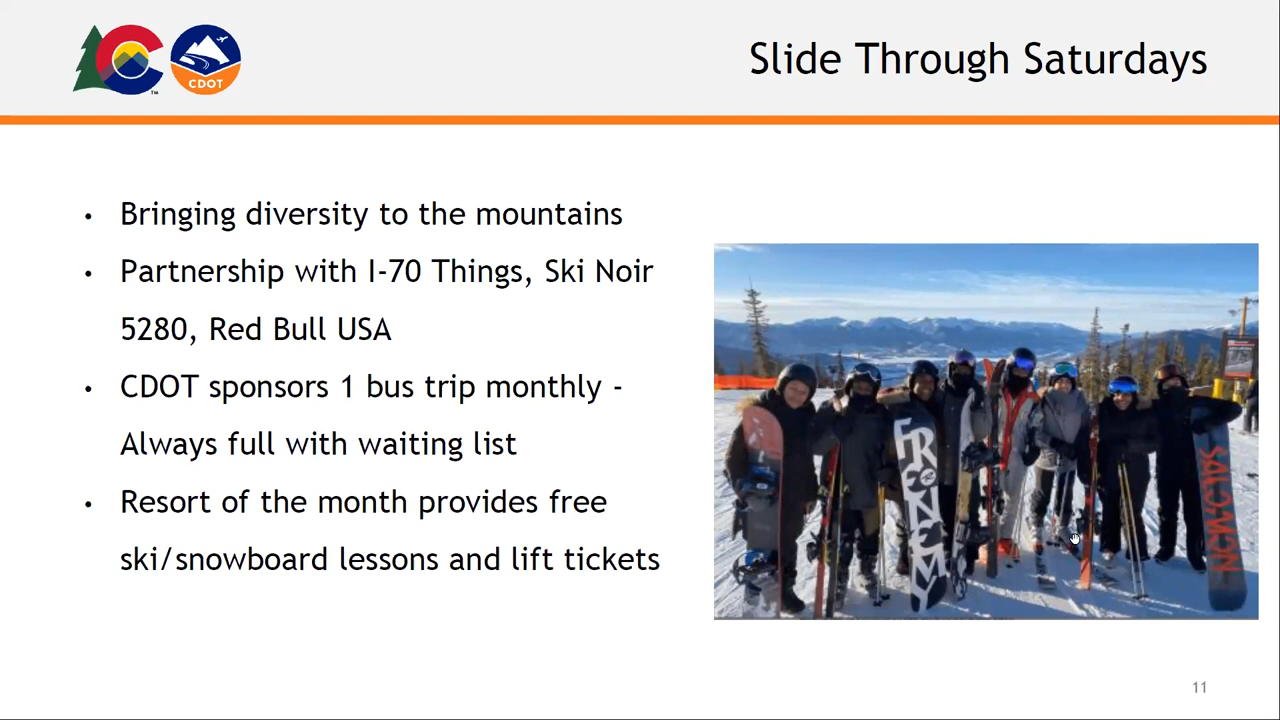 CDOT
TM
Slide Through Saturdays
• Bringing diversity to the mountains
• Partnership with I-70 Things, Ski Noir
5280, Red Bull USA
• CDOT sponsors 1 bus trip monthly -
Always full with waiting list
• Resort of the month provides free
ski/snowboard lessons and lift tickets
FRENEMY
SALOMON
11